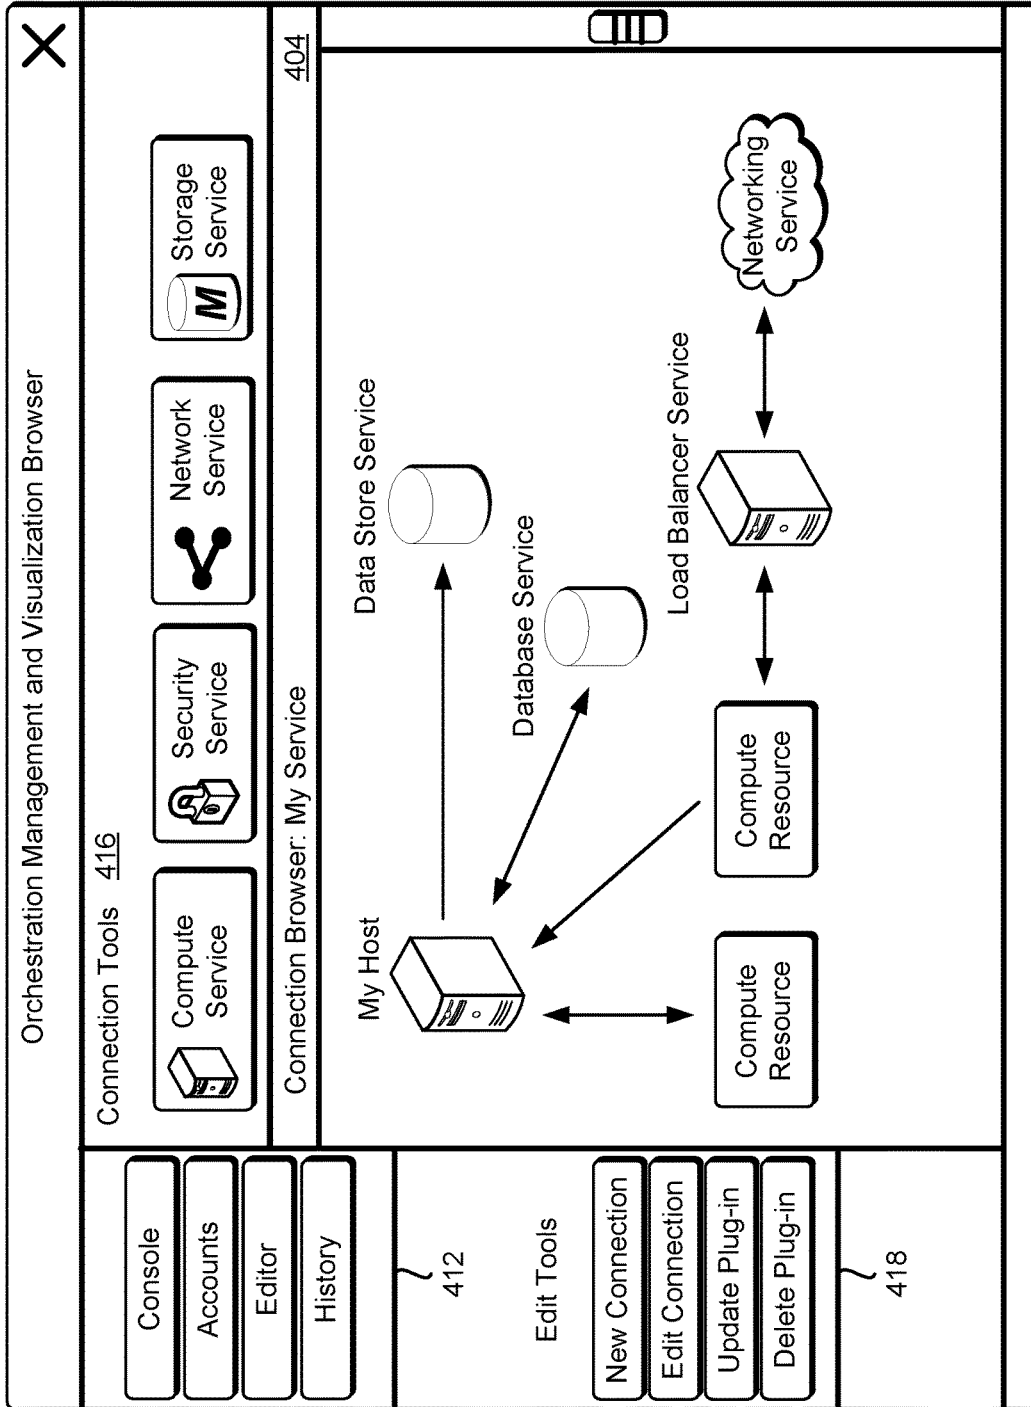 Orchestration Management and Visualization Browser
Console
Accounts
Editor
History
412
Edit Tools
New Connection
Edit Connection
Update Plug-in
Delete Plug-in
418
Connection Tools 416
Compute
Service
Security
Service
Network
Service
M
Storage
Service
Connection Browser: My Service
404
My Host
Data Store Service
Database Service
Load Balancer Service
Compute
Resource
Compute
Resource
Networking
Service